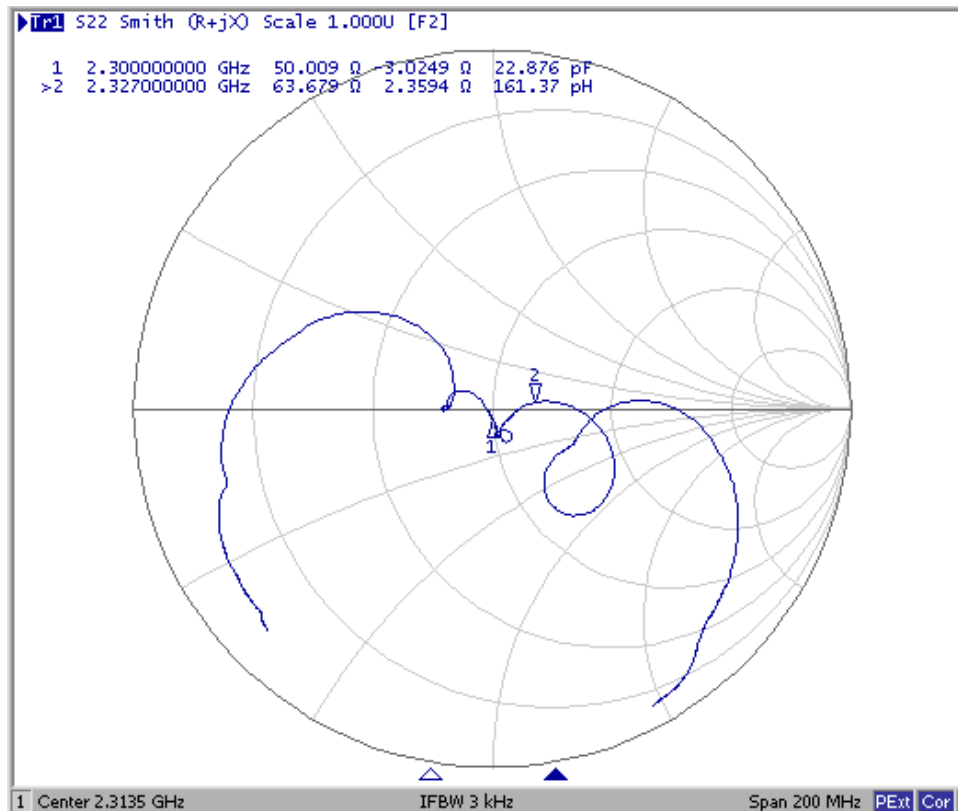 Tr1 S22 Smith (R+jX) Scale 1.000U [F2]
1 2.300000000 GHz 50.009 Ω -3.0249 Ω 22.876 pF
>2 2.327000000 GHz 63.679 Ω 2.3594 Ω 161.37 pH
2
1
1 Center 2.3135 GHz IFBW 3 kHz Span 200 MHz PExt Cor